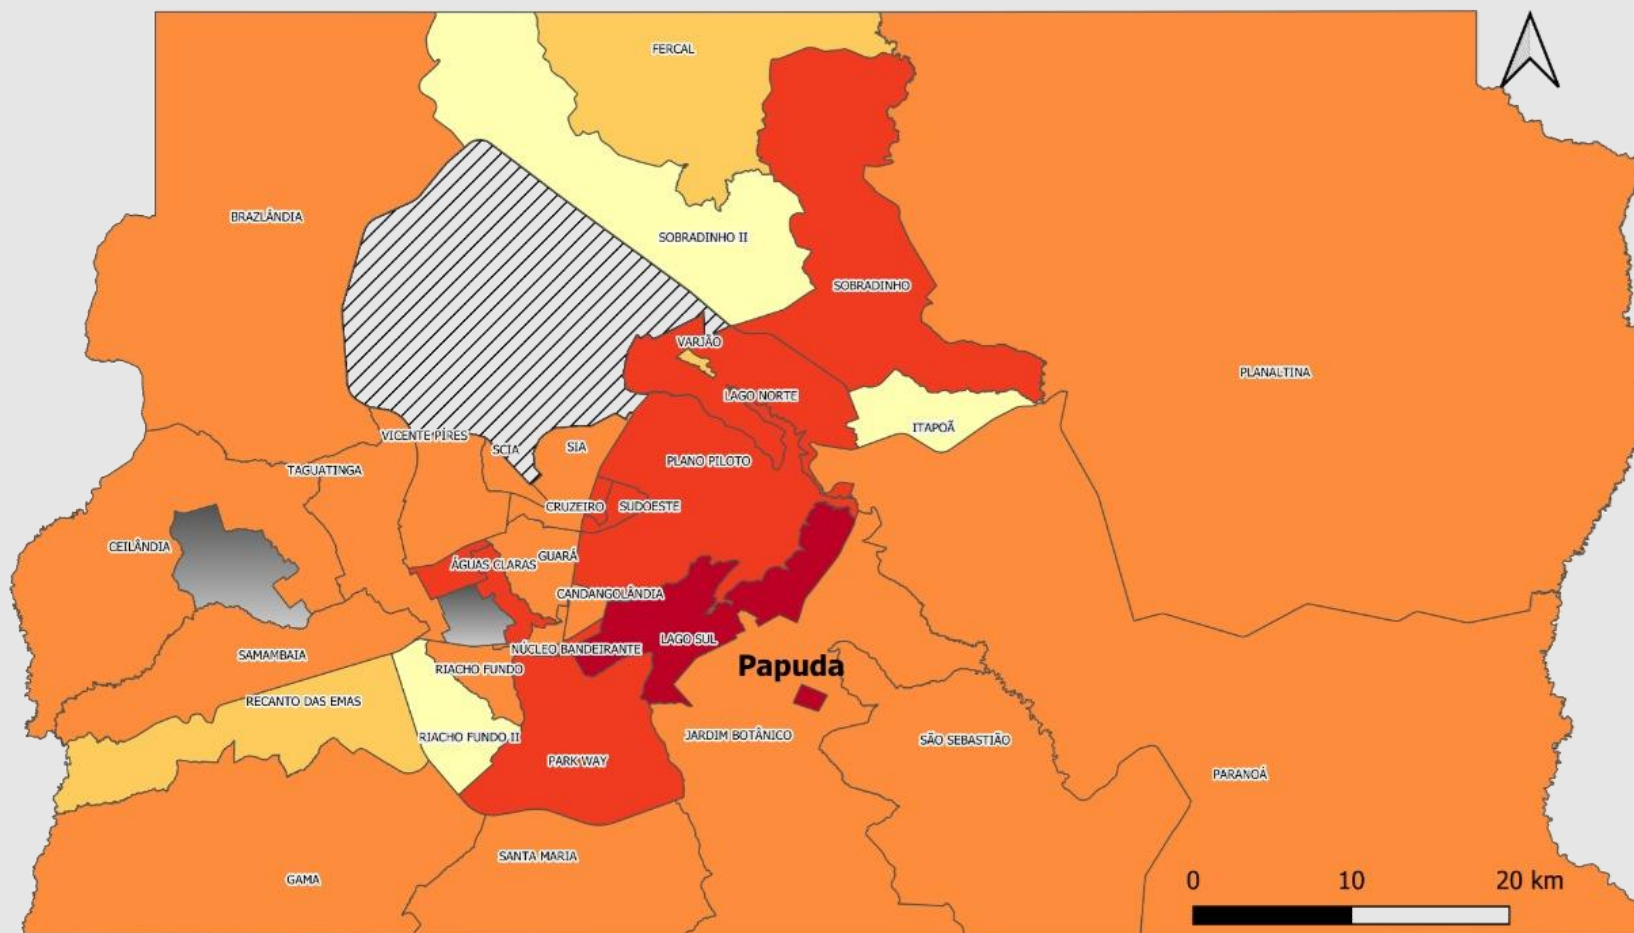 FERCAL
BRAZLÂNDIA
SOBRADINHO II
SOBRADINHO
VARJÃO
PLANALTINA
LAGO NORTE
ITAPOÃ
VICENTE PIRES
SCIA
SIA
PLANO PILOTO
TAGUATINGA
CRUZEIRO
SUDOESTE
CEILÂNDIA
GUARÁ
ÁGUAS CLARAS
CANDANGOLÂNDIA
LAGO SUL
NÚCLEO BANDEIRANTE
SAMAMBAIA
Papuda
RIACHO FUNDO
RECANTO DAS EMAS
RIACHO FUNDO II
JARDIM BOTÂNICO
SÃO SEBASTIÃO
PARK WAY
PARANOÁ
SANTA MARIA
GAMA
0 10 20 km